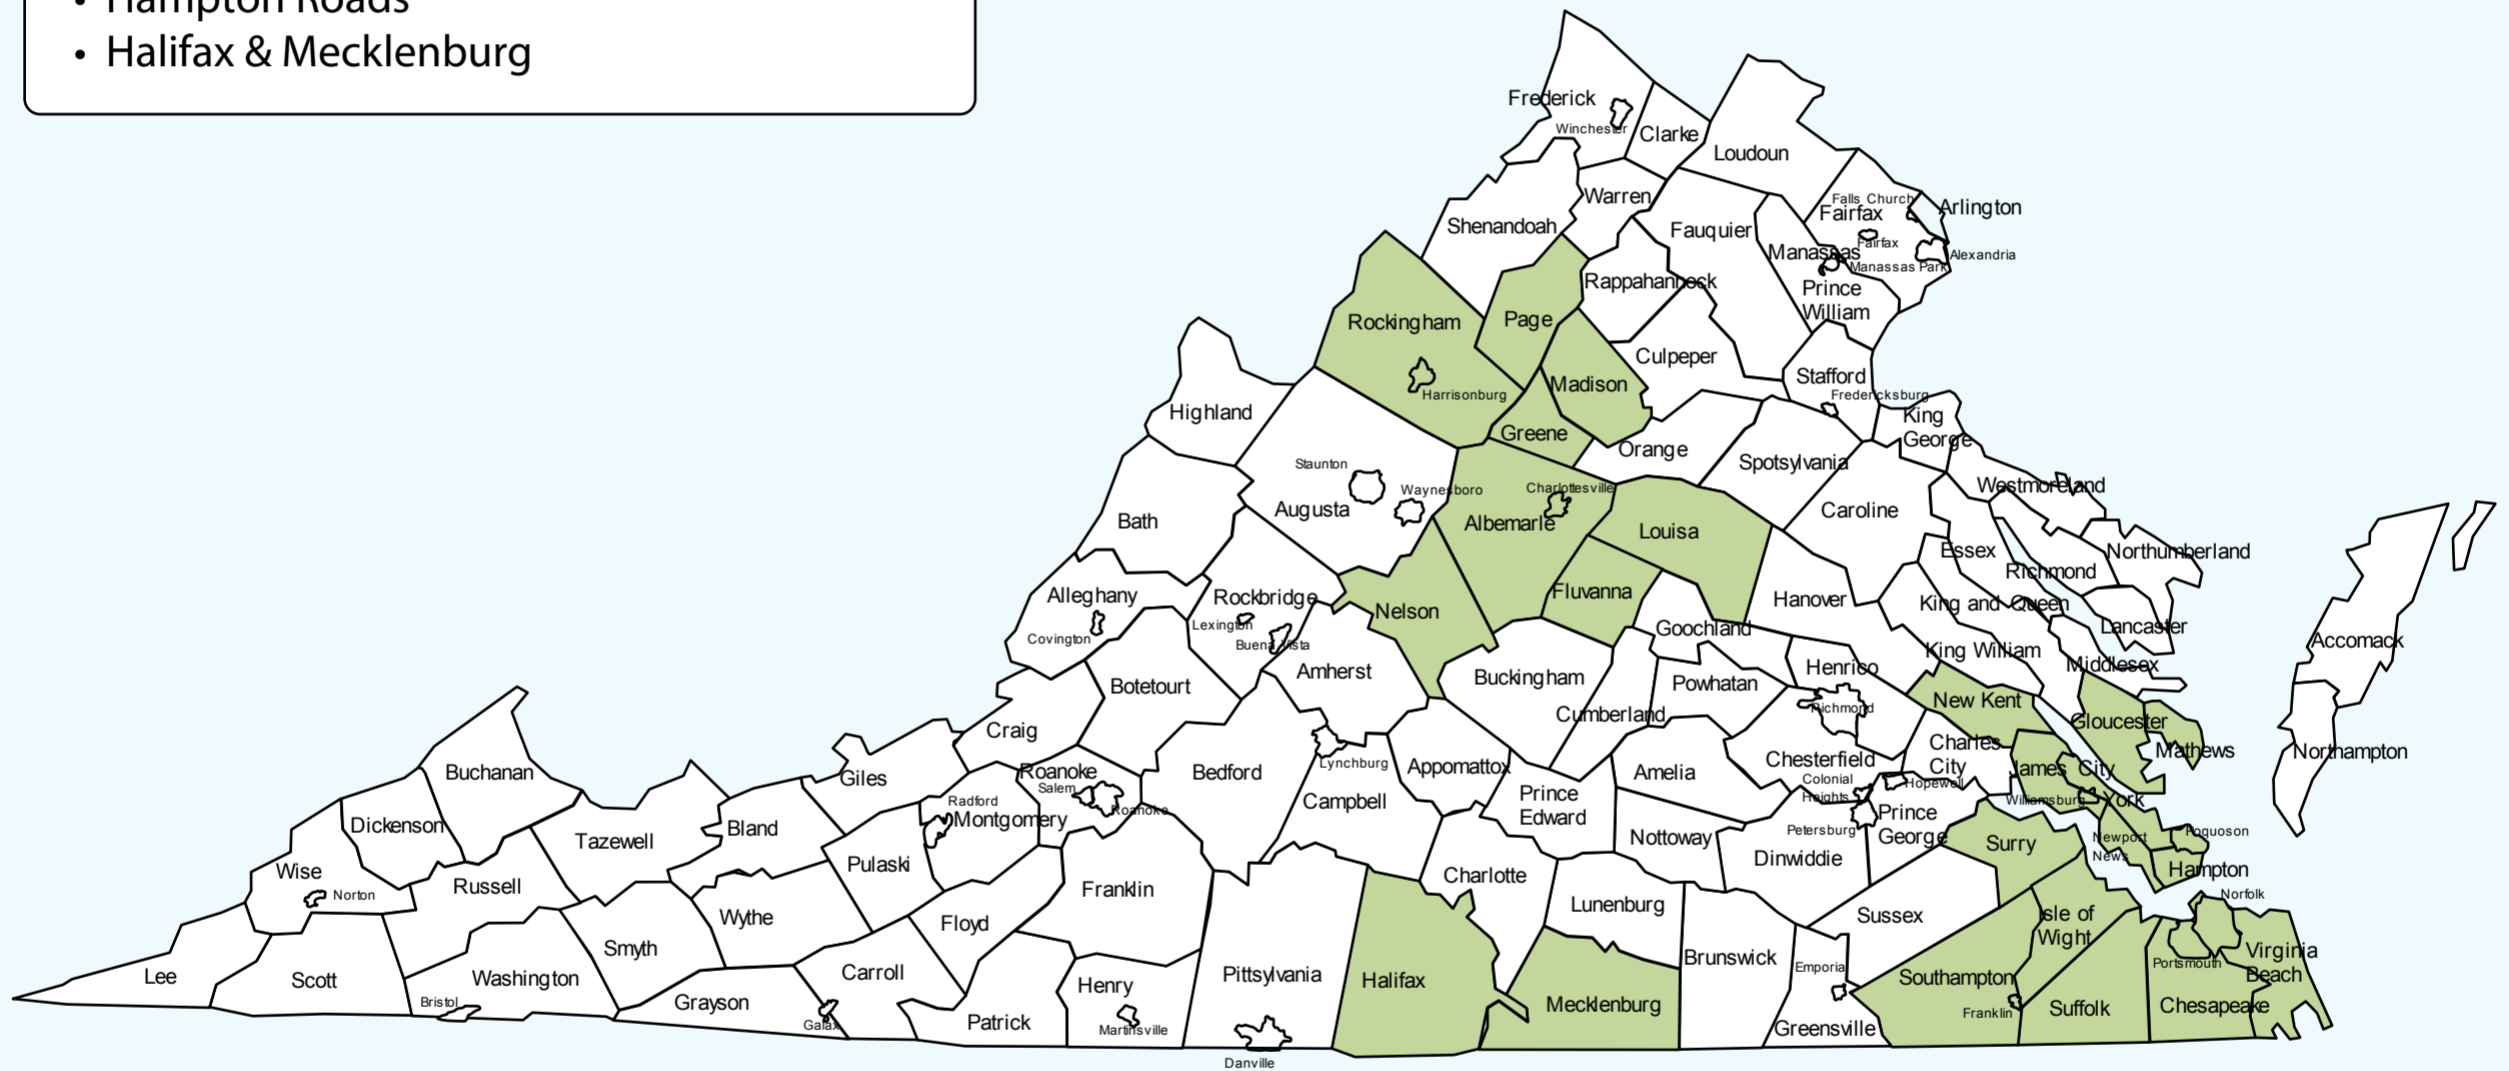 • Hampton Roads
• Halifax & Mecklenburg
Frederick
Winchester
Clarke
Loudoun
Warren
Shenandoah
Fauquier
Falls Church
Fairfax
Arlington
Fairfax
Alexandria
Manassas
Manassas Park
Rappahannock
Prince
William
Rockingham
Page
Culpeper
Madison
Stafford
Fredericksburg
Harrisonburg
Highland
Greene
King
George
Orange
Spotsylvania
Staunton
Waynesboro
Charlottesville
Westmoreland
Augusta
Albemarle
Louisa
Caroline
Bath
Essex
Northumberland
Richmond
Alleghany
Rockbridge
Nelson
Fluvanna
Hanover
King and Queen
Lancaster
Covington
Lexington
Buena Vista
Goochland
Accomack
King William
Middlesex
Amherst
Buckingham
Powhatan
Henrico
Botetourt
Cumberland
Richmond
New Kent
Gloucester
Craig
Charles
City
Mathews
Northampton
Buchanan
Giles
Roanoke
Salem
Roanoke
Bedford
Lynchburg
Appomattox
Amelia
Chesterfield
Colonial
Heights
Hopewell
James City
Williamsburg
York
Radford
Montgomery
Campbell
Prince
Edward
Dickenson
Tazewell
Bland
Pulaski
Nottoway
Petersburg
Prince
George
Dinwiddie
Surry
Newport
News
Poquoson
Hampton
Wise
Norton
Russell
Franklin
Charlotte
Lunenburg
Sussex
Isle of
Wight
Norfolk
Wythe
Floyd
Smyth
Lee
Scott
Washington
Bristol
Grayson
Carroll
Galax
Patrick
Henry
Martinsville
Pittsylvania
Danville
Halifax
Mecklenburg
Brunswick
Emporia
Greensville
Southampton
Franklin
Suffolk
Portsmouth
Chesapeake
Virginia
Beach